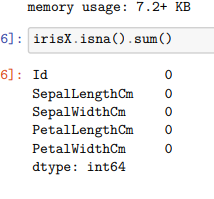 memory usage: 7.2+ KB
6]: irisX.isna().sum()
6]: Id 0
SepalLengthCm 0
SepalWidthCm 0
PetalLengthCm 0
PetalWidthCm 0
dtype: int64